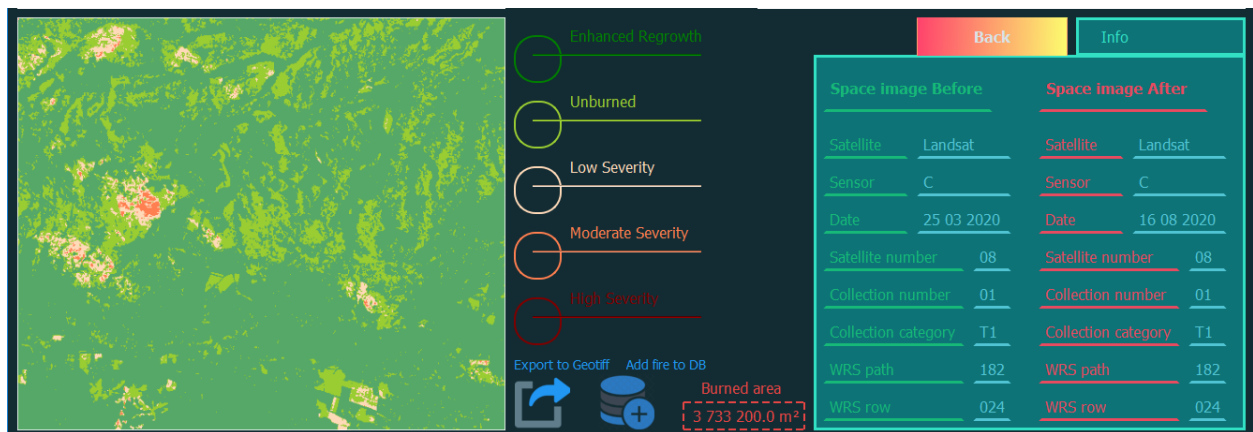 Enhanced Regrowth
Unburned
Low Severity
Moderate Severity
High Severity
Export to Geotiff Add fire to DB
Burned area
3 733 200.0 m²
Back Info
Space image Before Space image After
Satellite Landsat Satellite Landsat
Sensor C Sensor C
Date 25 03 2020 Date 16 08 2020
Satellite number 08 Satellite number 08
Collection number 01 Collection number 01
Collection category T1 Collection category T1
WRS path 182 WRS path 182
WRS row 024 WRS row 024